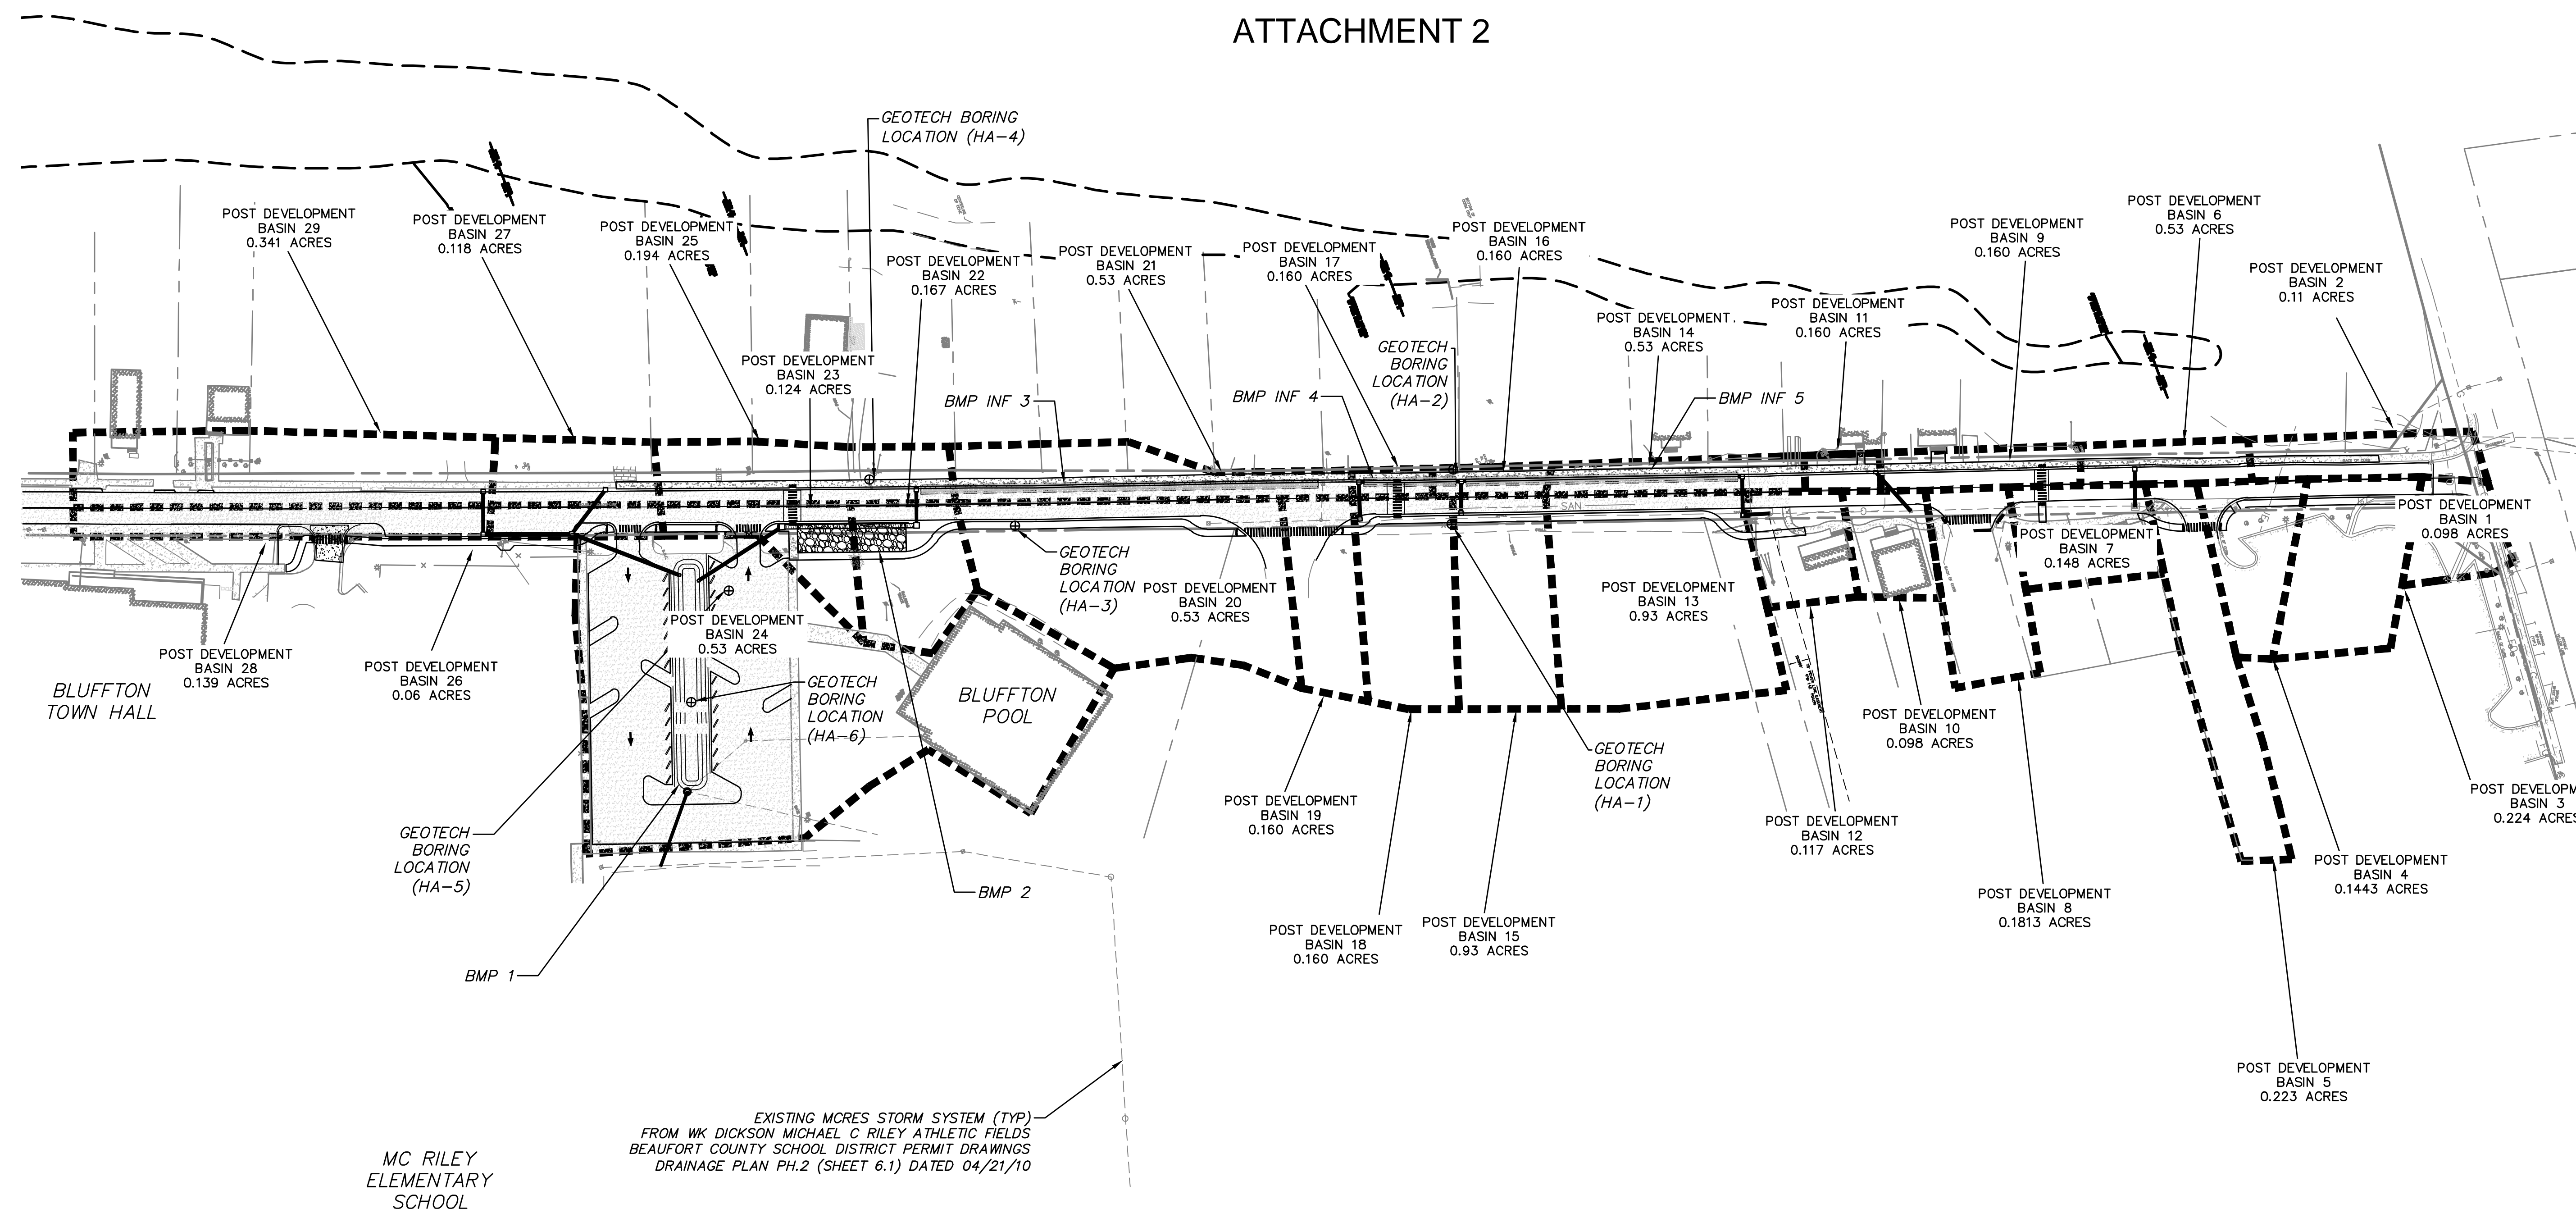 ATTACHMENT 2
GEOTECH BORING
LOCATION (HA-4)
POST DEVELOPMENT
BASIN 29
0.341 ACRES
POST DEVELOPMENT
BASIN 27
0.118 ACRES
POST DEVELOPMENT
BASIN 25
0.194 ACRES
POST DEVELOPMENT
BASIN 22
0.167 ACRES
POST DEVELOPMENT
BASIN 21
0.53 ACRES
POST DEVELOPMENT
BASIN 17
0.160 ACRES
POST DEVELOPMENT
BASIN 16
0.160 ACRES
POST DEVELOPMENT
BASIN 9
0.160 ACRES
POST DEVELOPMENT
BASIN 6
0.53 ACRES
POST DEVELOPMENT
BASIN 2
0.11 ACRES
POST DEVELOPMENT
BASIN 11
0.160 ACRES
POST DEVELOPMENT
BASIN 14
0.53 ACRES
POST DEVELOPMENT
BASIN 23
0.124 ACRES
GEOTECH
BORING
LOCATION
(HA-2)
BMP INF 3
BMP INF 4
BMP INF 5
SAN
POST DEVELOPMENT
BASIN 1
0.098 ACRES
POST DEVELOPMENT
BASIN 7
0.148 ACRES
GEOTECH
BORING
LOCATION
(HA-3)
POST DEVELOPMENT
BASIN 20
0.53 ACRES
POST DEVELOPMENT
BASIN 13
0.93 ACRES
POST DEVELOPMENT
BASIN 24
0.53 ACRES
POST DEVELOPMENT
BASIN 28
0.139 ACRES
POST DEVELOPMENT
BASIN 26
0.06 ACRES
BLUFFTON
TOWN HALL
GEOTECH
BORING
LOCATION
(HA-6)
BLUFFTON
POOL
POST DEVELOPMENT
BASIN 10
0.098 ACRES
GEOTECH
BORING
LOCATION
(HA-1)
POST DEVELOPMENT
BASIN 19
0.160 ACRES
POST DEVELOPMENT
BASIN 12
0.117 ACRES
POST DEVELOPM
BASIN 3
0.224 ACRES
GEOTECH
BORING
LOCATION
(HA-5)
POST DEVELOPMENT
BASIN 4
0.1443 ACRES
BMP 2
POST DEVELOPMENT
BASIN 8
0.1813 ACRES
POST DEVELOPMENT
BASIN 18
0.160 ACRES
POST DEVELOPMENT
BASIN 15
0.93 ACRES
BMP 1
POST DEVELOPMENT
BASIN 5
0.223 ACRES
EXISTING MCRES STORM SYSTEM (TYP)
FROM WK DICKSON MICHAEL C RILEY ATHLETIC FIELDS
BEAUFORT COUNTY SCHOOL DISTRICT PERMIT DRAWINGS
DRAINAGE PLAN PH.2 (SHEET 6.1) DATED 04/21/10
MC RILEY
ELEMENTARY
SCHOOL